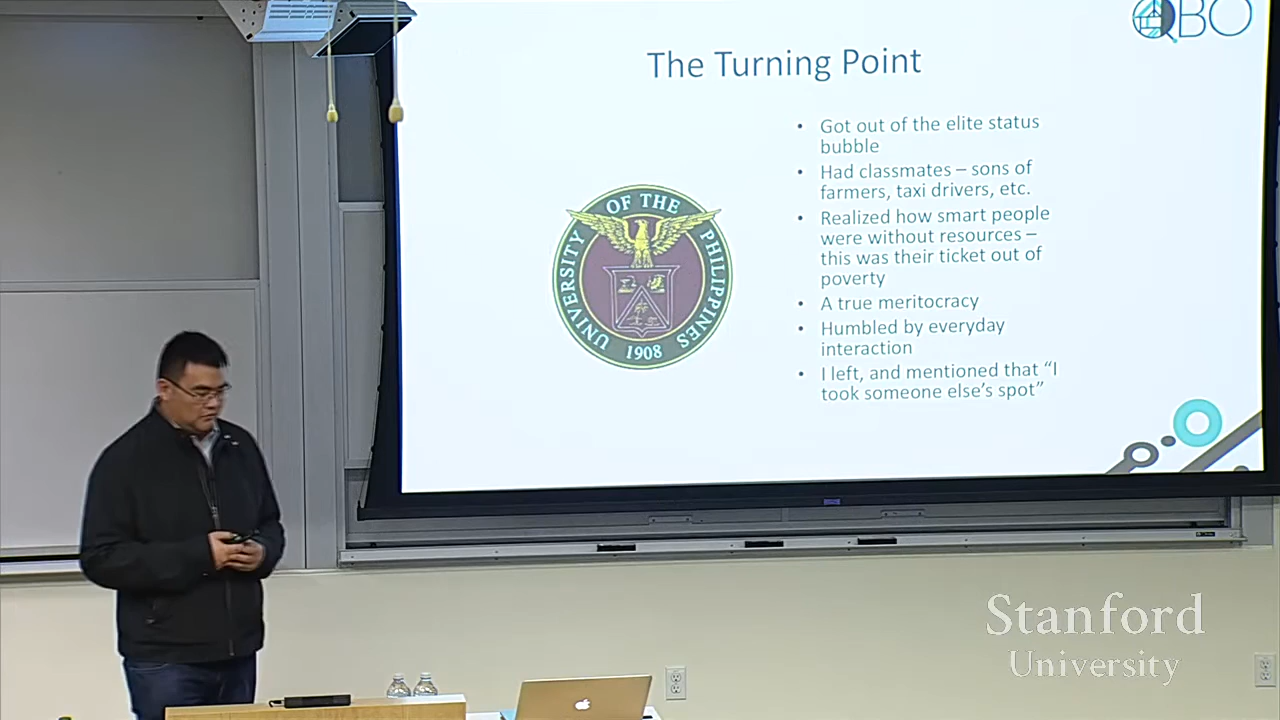 QBO
The Turning Point
• Got out of the elite status
bubble
• Had classmates – sons of
farmers, taxi drivers, etc.
• Realized how smart people
were without resources –
this was their ticket out of
poverty
• A true meritocracy
• Humbled by everyday
interaction
• I left, and mentioned that “I
took someone else’s spot”
UNIVERSITY OF THE PHILIPPINES
1908
Stanford
University